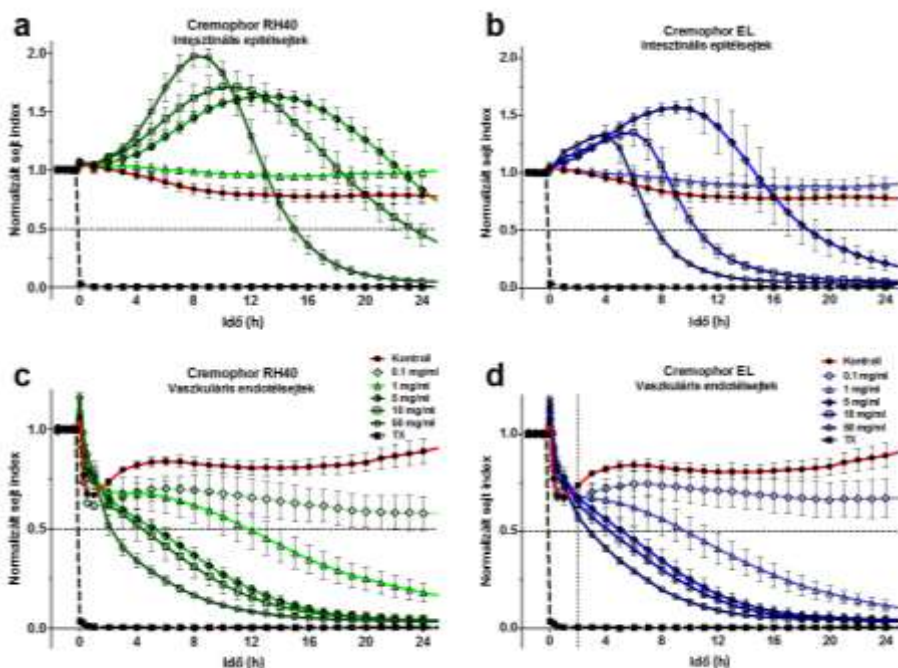 a
Cremophor RH40
Intesztinális epitélsejtek
Normalizált sejt index
2.0
1.5
1.0
0.5
0.0
0 4 8 12 16 20 24
Idő (h)
b
Cremophor EL
Intesztinális epitélsejtek
Normalizált sejt index
2.0
1.5
1.0
0.5
0.0
0 4 8 12 16 20 24
Idő (h)
c
Cremophor RH40
Vaszkuláris endotélsejtek
Normalizált sejt index
1.0
0.5
0.0
0 4 8 12 16 20 24
Idő (h)
Kontroll
0.1 mg/ml
1 mg/ml
5 mg/ml
10 mg/ml
50 mg/ml
TX
d
Cremophor EL
Vaszkuláris endotélsejtek
Normalizált sejt index
1.0
0.5
0.0
0 4 8 12 16 20 24
Idő (h)
Kontroll
0.1 mg/ml
1 mg/ml
5 mg/ml
10 mg/ml
50 mg/ml
TX